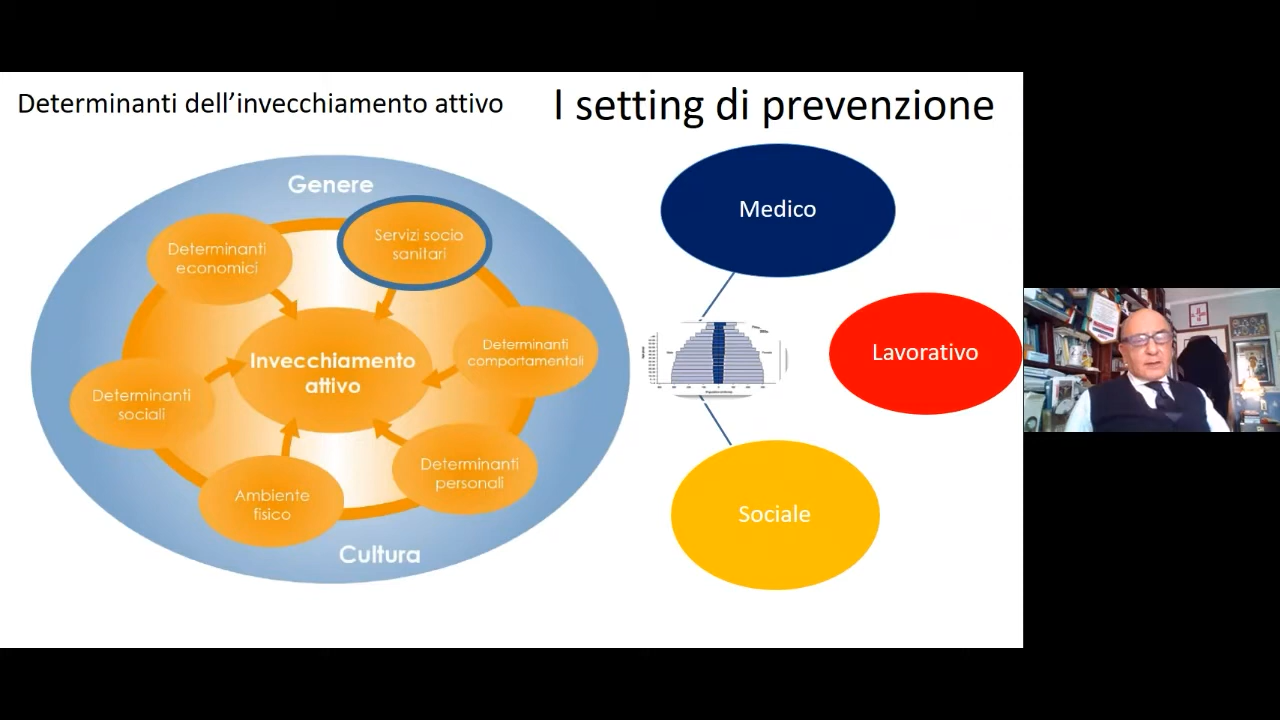 Determinanti dell’invecchiamento attivo
I setting di prevenzione
Genere
Servizi socio
sanitari
Determinanti
economici
Determinanti
comportamentali
Invecchiamento
attivo
Determinanti
sociali
Determinanti
personali
Ambiente
fisico
Cultura
Medico
Lavorativo
Sociale